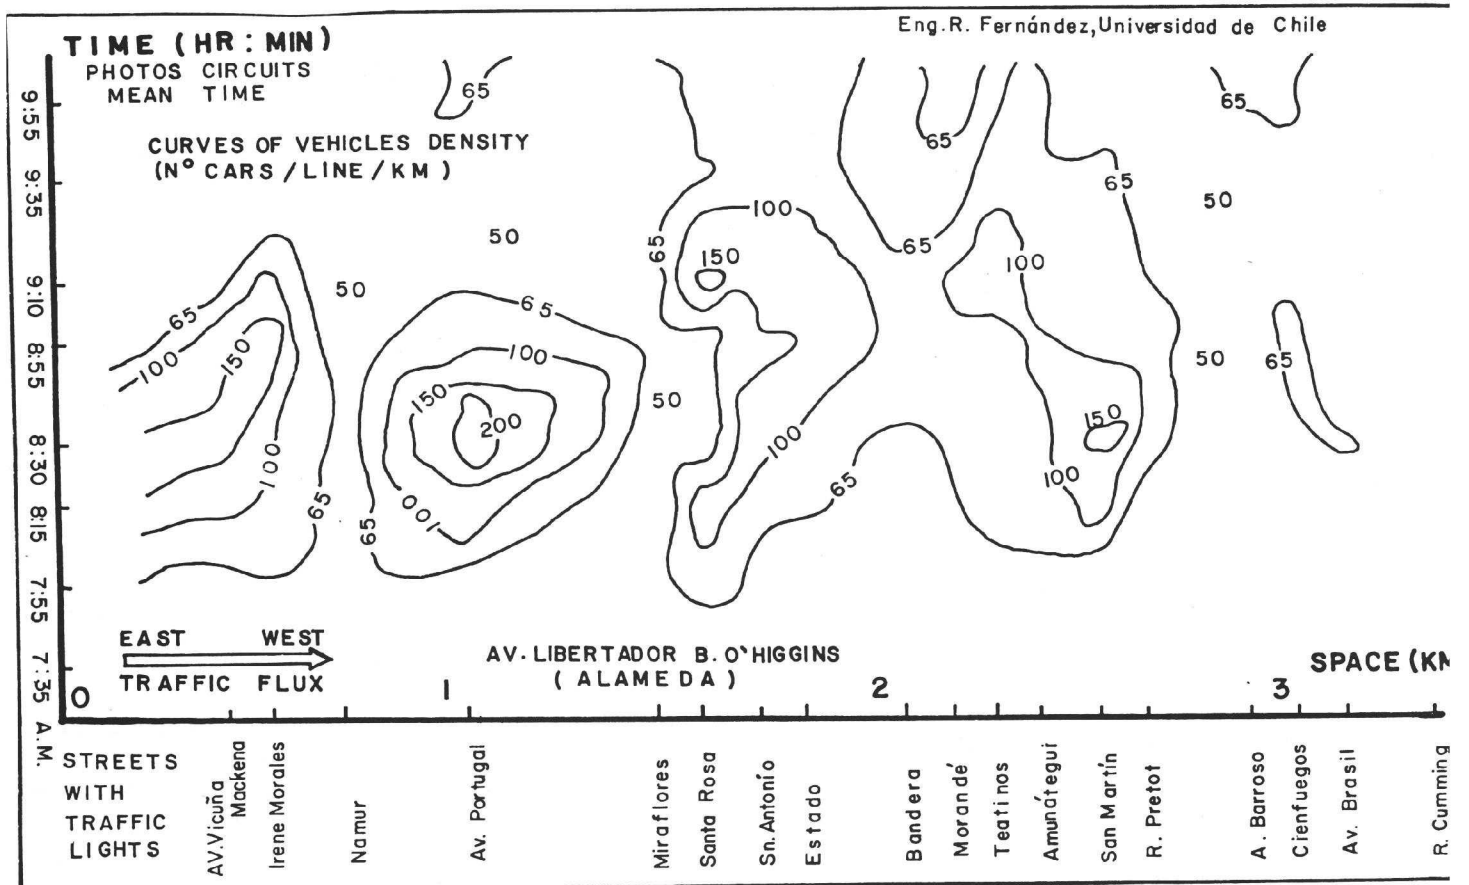 Eng. R. Fernández, Universidad de Chile
TIME (HR : MIN)
PHOTOS CIRCUITS
MEAN TIME
CURVES OF VEHICLES DENSITY
(Nº CARS / LINE / KM)
9:55
9:35
9:10
8:55
8:30
8:15
7:55
7:35 A.M.
65
65
65
65
50
100
65
50
65
150
65
100
50
65
65
100
150
50
65
100
150
100
150
200
50
150
100
100
100
65
65
65
100
EAST WEST
TRAFFIC FLUX
AV. LIBERTADOR B. O'HIGGINS
( ALAMEDA )
SPACE (KM
0
1
2
3
STREETS
WITH
TRAFFIC
LIGHTS
AV. Vicuña
Mackena
Irene Morales
Namur
Av. Portugal
Miraflores
Santa Rosa
Sn. Antonío
Estado
Bandera
Morandé
Teatinos
Amunátegui
San Martín
R. Pretot
A. Barroso
Cienfuegos
Av. Brasil
R. Cumming